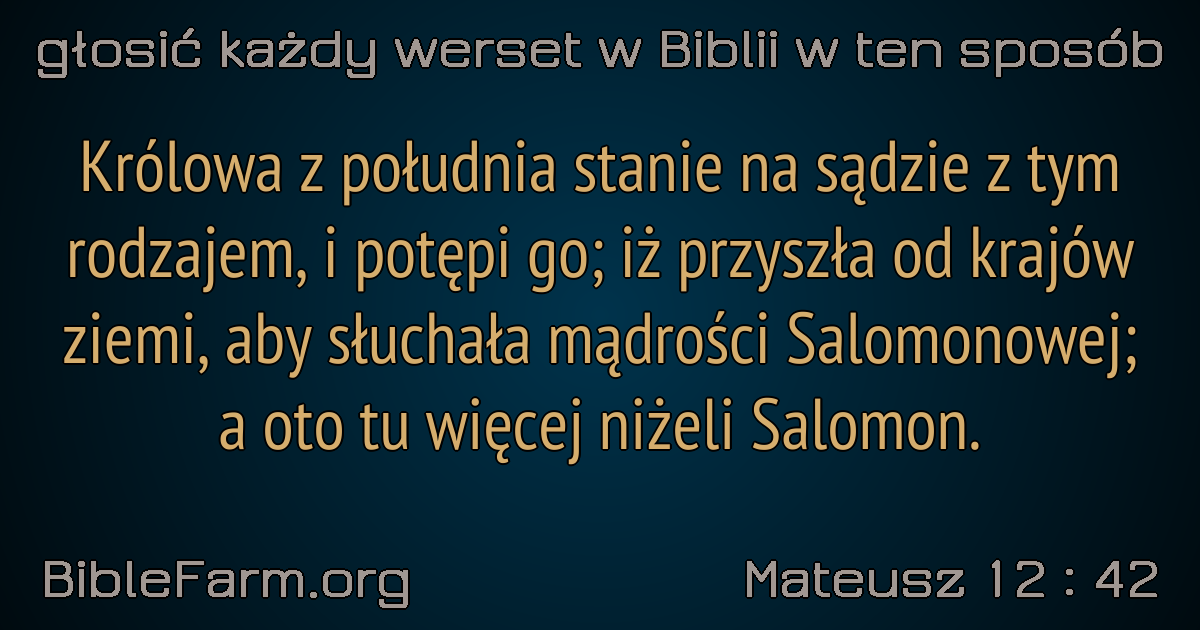 głosić każdy werset w Biblii w ten sposób
Królowa z południa stanie na sądzie z tym
rodzajem, i potępi go; iż przyszła od krajów
ziemi, aby słuchała mądrości Salomonowej;
a oto tu więcej niżeli Salomon.
BibleFarm.org
Mateusz 12 : 42